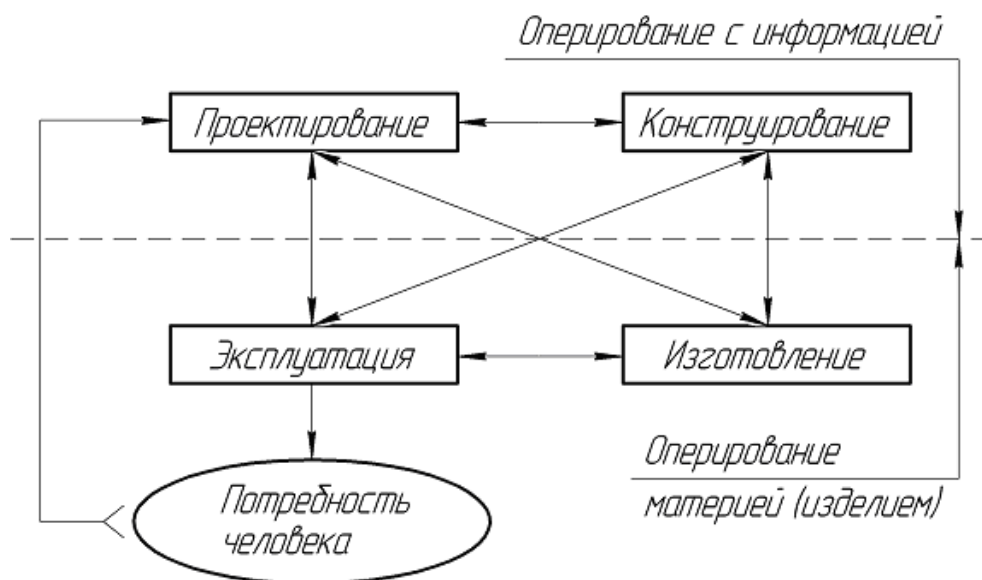 Оперирование с информацией
Проектирование
Конструирование
Эксплуатация
Изготовление
Оперирование
материей (изделием)
Потребность
человека